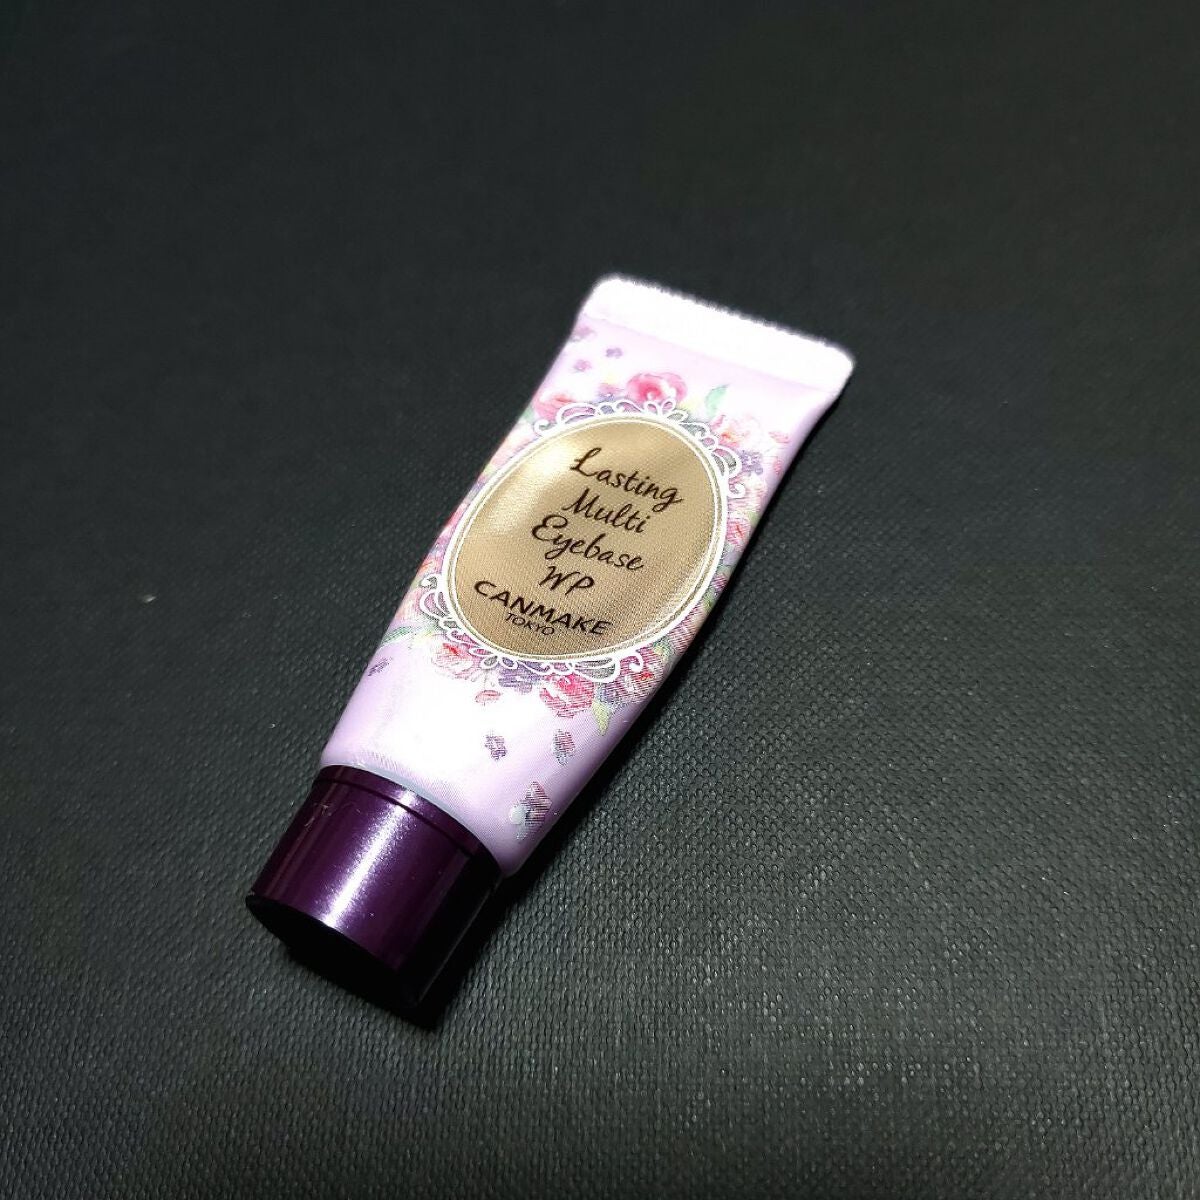 Lasting
Multi
Eyebase
WP
CANMAKE
TOKYO